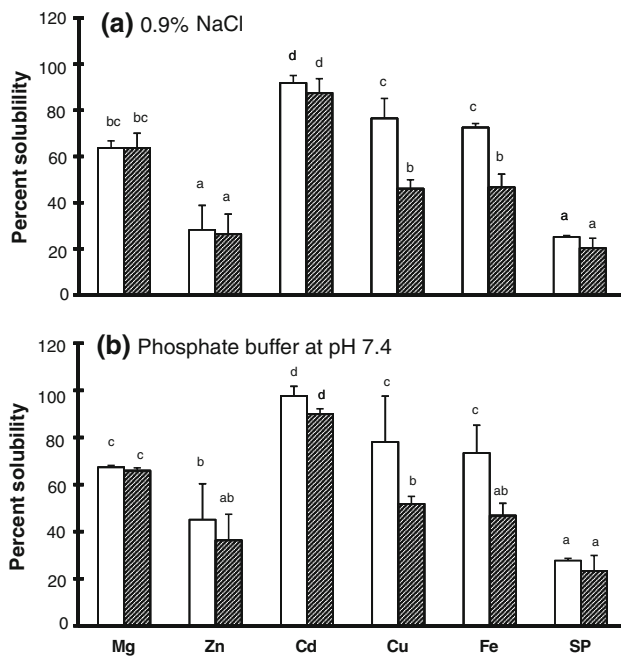 120
(a) 0.9% NaCl
100
80
60
40
20
0
Percent solublility
bc bc a a d d c b c b a a
120
(b) Phosphate buffer at pH 7.4
100
80
60
40
20
0
Percent solubility
c c b ab d d c b c ab a a
Mg Zn Cd Cu Fe SP